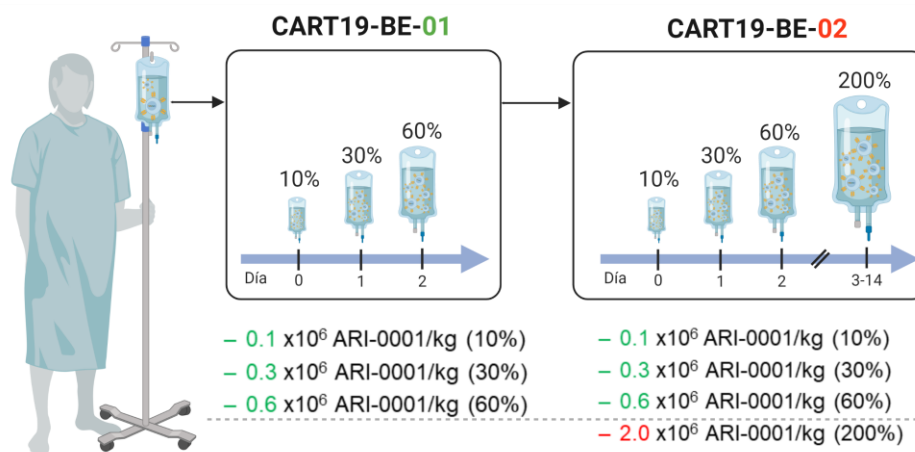 CART19-BE-01
10%
30%
60%
Día 0 1 2
– 0.1 x10⁶ ARI-0001/kg (10%)
– 0.3 x10⁶ ARI-0001/kg (30%)
– 0.6 x10⁶ ARI-0001/kg (60%)
CART19-BE-02
10%
30%
60%
200%
Día 0 1 2 3-14
– 0.1 x10⁶ ARI-0001/kg (10%)
– 0.3 x10⁶ ARI-0001/kg (30%)
– 0.6 x10⁶ ARI-0001/kg (60%)
– 2.0 x10⁶ ARI-0001/kg (200%)